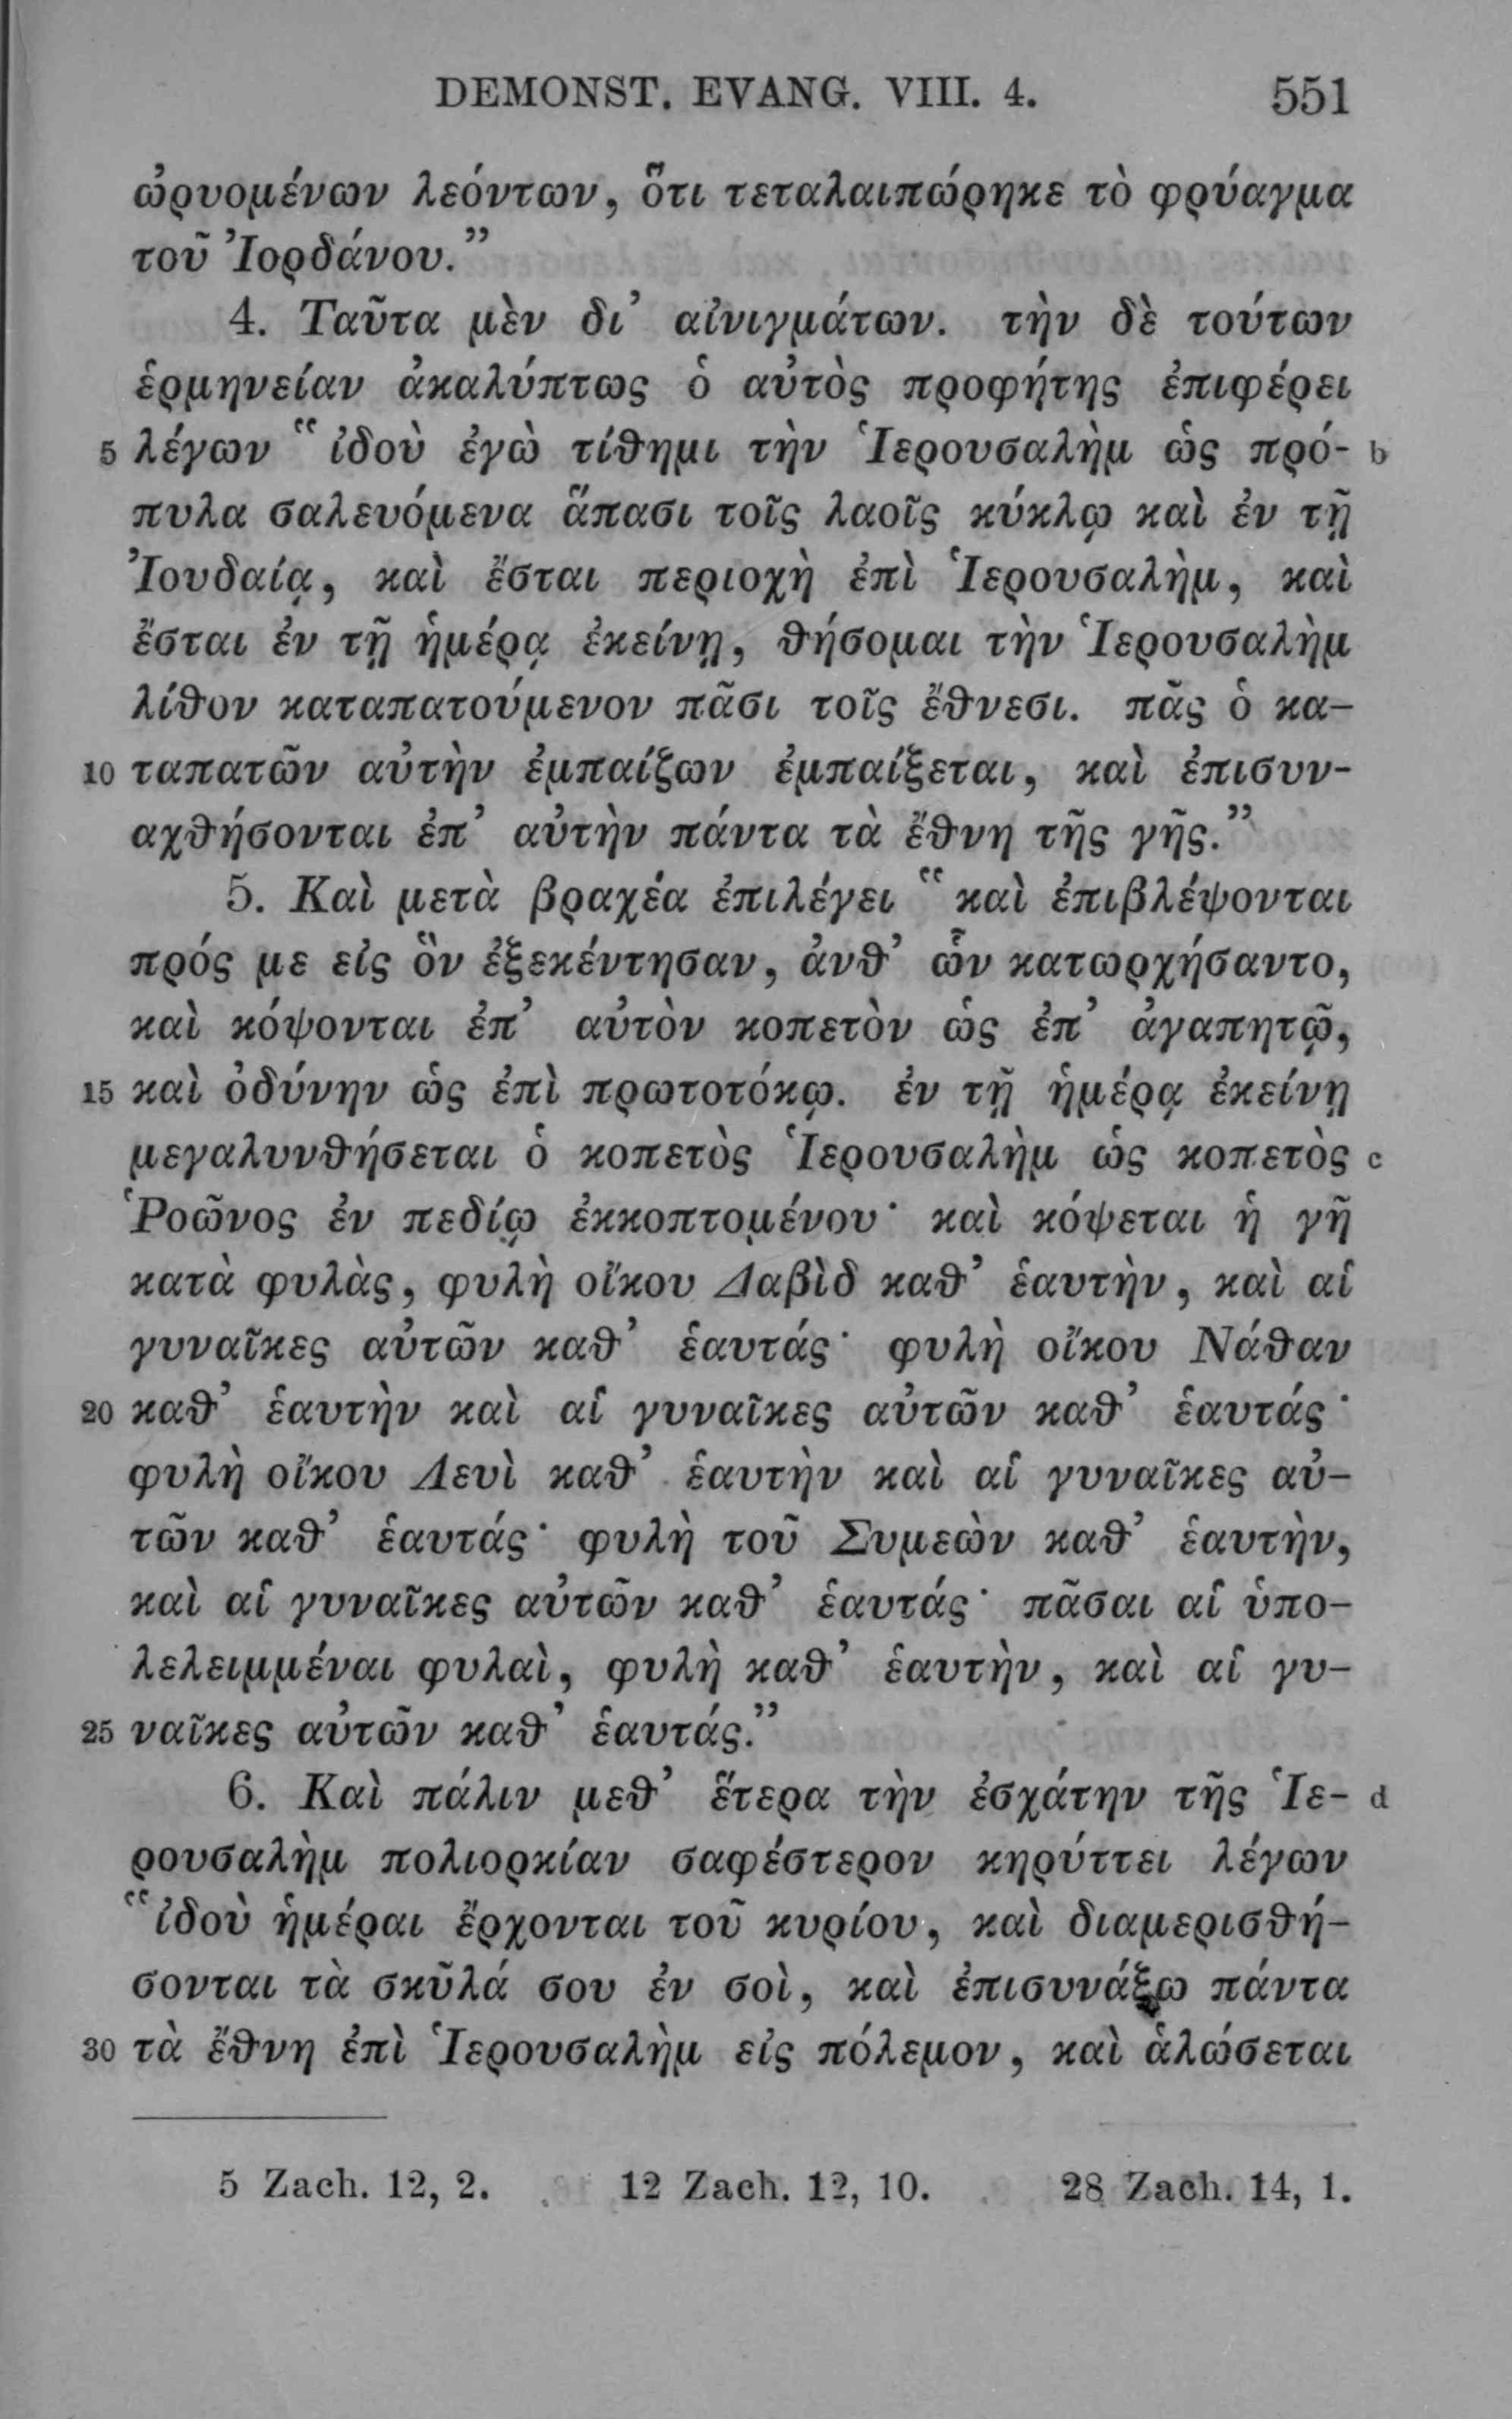 DEMONST. EVANG. VIII. 4. 551
ὠρυομένων λεόντων, ὅτι τεταλαιπώρηκε τὸ φρύαγμα
τοῦ Ἰορδάνου.”
4. Ταῦτα μὲν δι’ αἰνιγμάτων. τὴν δὲ τούτων
ἑρμηνείαν ἀκαλύπτως ὁ αὐτὸς προφήτης ἐπιφέρει
5 λέγων “ἰδοὺ ἐγὼ τίθημι τὴν Ἱερουσαλὴμ ὡς πρό- b
πυλα σαλευόμενα ἅπασι τοῖς λαοῖς κύκλῳ καὶ ἐν τῇ
Ἰουδαίᾳ, καὶ ἔσται περιοχὴ ἐπὶ Ἱερουσαλὴμ, καὶ
ἔσται ἐν τῇ ἡμέρᾳ ἐκείνῃ, θήσομαι τὴν Ἱερουσαλὴμ
λίθον καταπατούμενον πᾶσι τοῖς ἔθνεσι. πᾶς ὁ κα-
10 ταπατῶν αὐτὴν ἐμπαίζων ἐμπαίξεται, καὶ ἐπισυν-
αχθήσονται ἐπ’ αὐτὴν πάντα τὰ ἔθνη τῆς γῆς.”
5. Καὶ μετὰ βραχέα ἐπιλέγει “καὶ ἐπιβλέψονται
πρός με εἰς ὃν ἐξεκέντησαν, ἀνθ’ ὧν κατωρχήσαντο,
καὶ κόψονται ἐπ’ αὐτὸν κοπετὸν ὡς ἐπ’ ἀγαπητῷ,
15 καὶ ὀδύνην ὡς ἐπὶ πρωτοτόκῳ. ἐν τῇ ἡμέρᾳ ἐκείνῃ
μεγαλυνθήσεται ὁ κοπετὸς Ἱερουσαλὴμ ὡς κοπετὸς c
Ῥοῶνος ἐν πεδίῳ ἐκκοπτομένου· καὶ κόψεται ἡ γῆ
κατὰ φυλὰς, φυλὴ οἴκου Δαβὶδ καθ’ ἑαυτὴν, καὶ αἱ
γυναῖκες αὐτῶν καθ’ ἑαυτάς· φυλὴ οἴκου Νάθαν
20 καθ’ ἑαυτὴν καὶ αἱ γυναῖκες αὐτῶν καθ’ ἑαυτάς·
φυλὴ οἴκου Λευὶ καθ’ ἑαυτὴν καὶ αἱ γυναῖκες αὐ-
τῶν καθ’ ἑαυτάς· φυλὴ τοῦ Συμεὼν καθ’ ἑαυτὴν,
καὶ αἱ γυναῖκες αὐτῶν καθ’ ἑαυτάς· πᾶσαι αἱ ὑπο-
λελειμμέναι φυλαὶ, φυλὴ καθ’ ἑαυτὴν, καὶ αἱ γυ-
25 ναῖκες αὐτῶν καθ’ ἑαυτάς.”
6. Καὶ πάλιν μεθ’ ἕτερα τὴν ἐσχάτην τῆς Ἱε- d
ρουσαλὴμ πολιορκίαν σαφέστερον κηρύττει λέγων
“ἰδοὺ ἡμέραι ἔρχονται τοῦ κυρίου, καὶ διαμερισθή-
σονται τὰ σκῦλά σου ἐν σοὶ, καὶ ἐπισυνάξω πάντα
30 τὰ ἔθνη ἐπὶ Ἱερουσαλὴμ εἰς πόλεμον, καὶ ἁλώσεται
5 Zach. 12, 2. 12 Zach. 12, 10. 28 Zach. 14, 1.